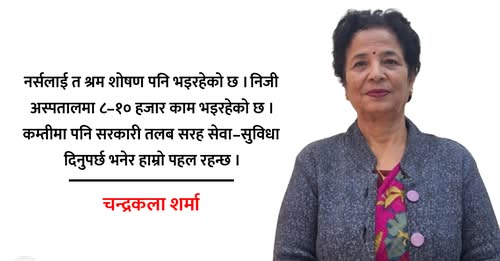 नर्सलाई त श्रम शोषण पनि भइरहेको छ । निजी
अस्पतालमा ८–१० हजार काम भइरहेको छ ।
कम्तीमा पनि सरकारी तलब सरह सेवा–सुविधा
दिनुपर्छ भनेर हाम्रो पहल रहन्छ ।
चन्द्रकला शर्मा